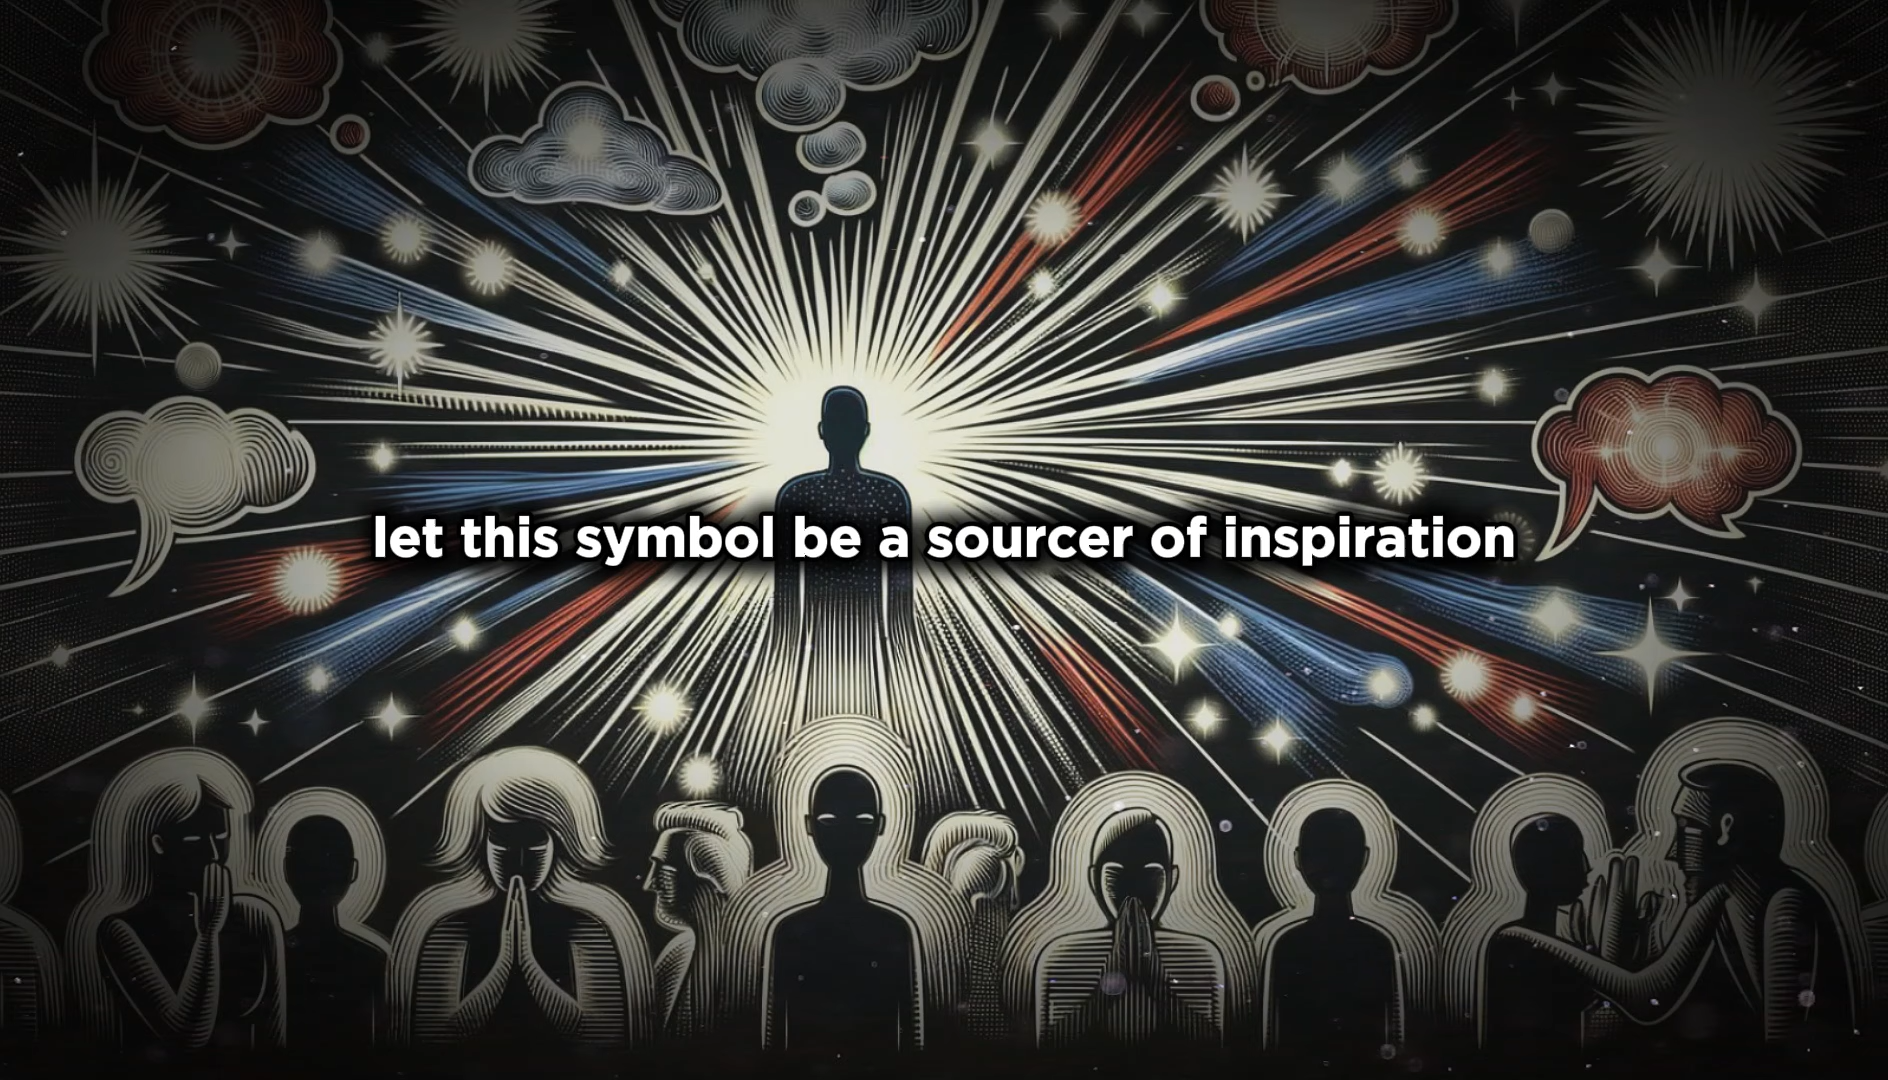 let this symbol be a sourcer of inspiration